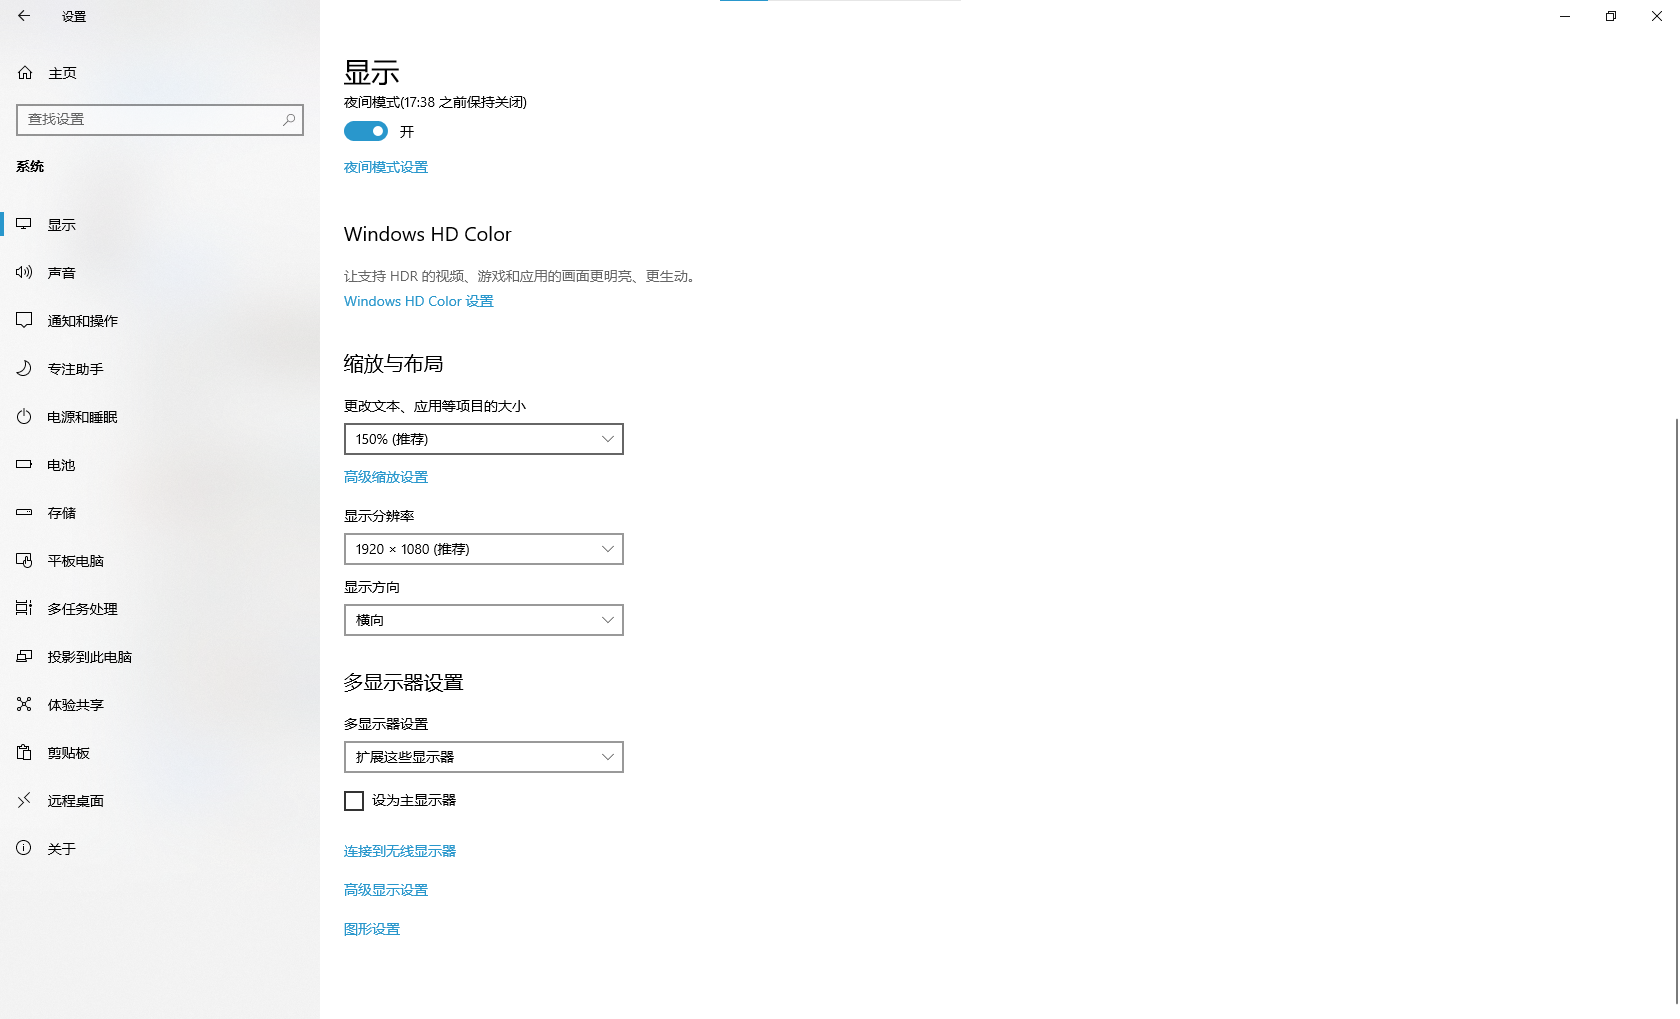 设置
主页
查找设置
系统
显示
声音
通知和操作
专注助手
电源和睡眠
电池
存储
平板电脑
多任务处理
投影到此电脑
体验共享
剪贴板
远程桌面
关于
显示
夜间模式(17:38 之前保持关闭)
开
夜间模式设置
Windows HD Color
让支持 HDR 的视频、游戏和应用的画面更明亮、更生动。
Windows HD Color 设置
缩放与布局
更改文本、应用等项目的大小
150% (推荐)
高级缩放设置
显示分辨率
1920 × 1080 (推荐)
显示方向
横向
多显示器设置
多显示器设置
扩展这些显示器
设为主显示器
连接到无线显示器
高级显示设置
图形设置